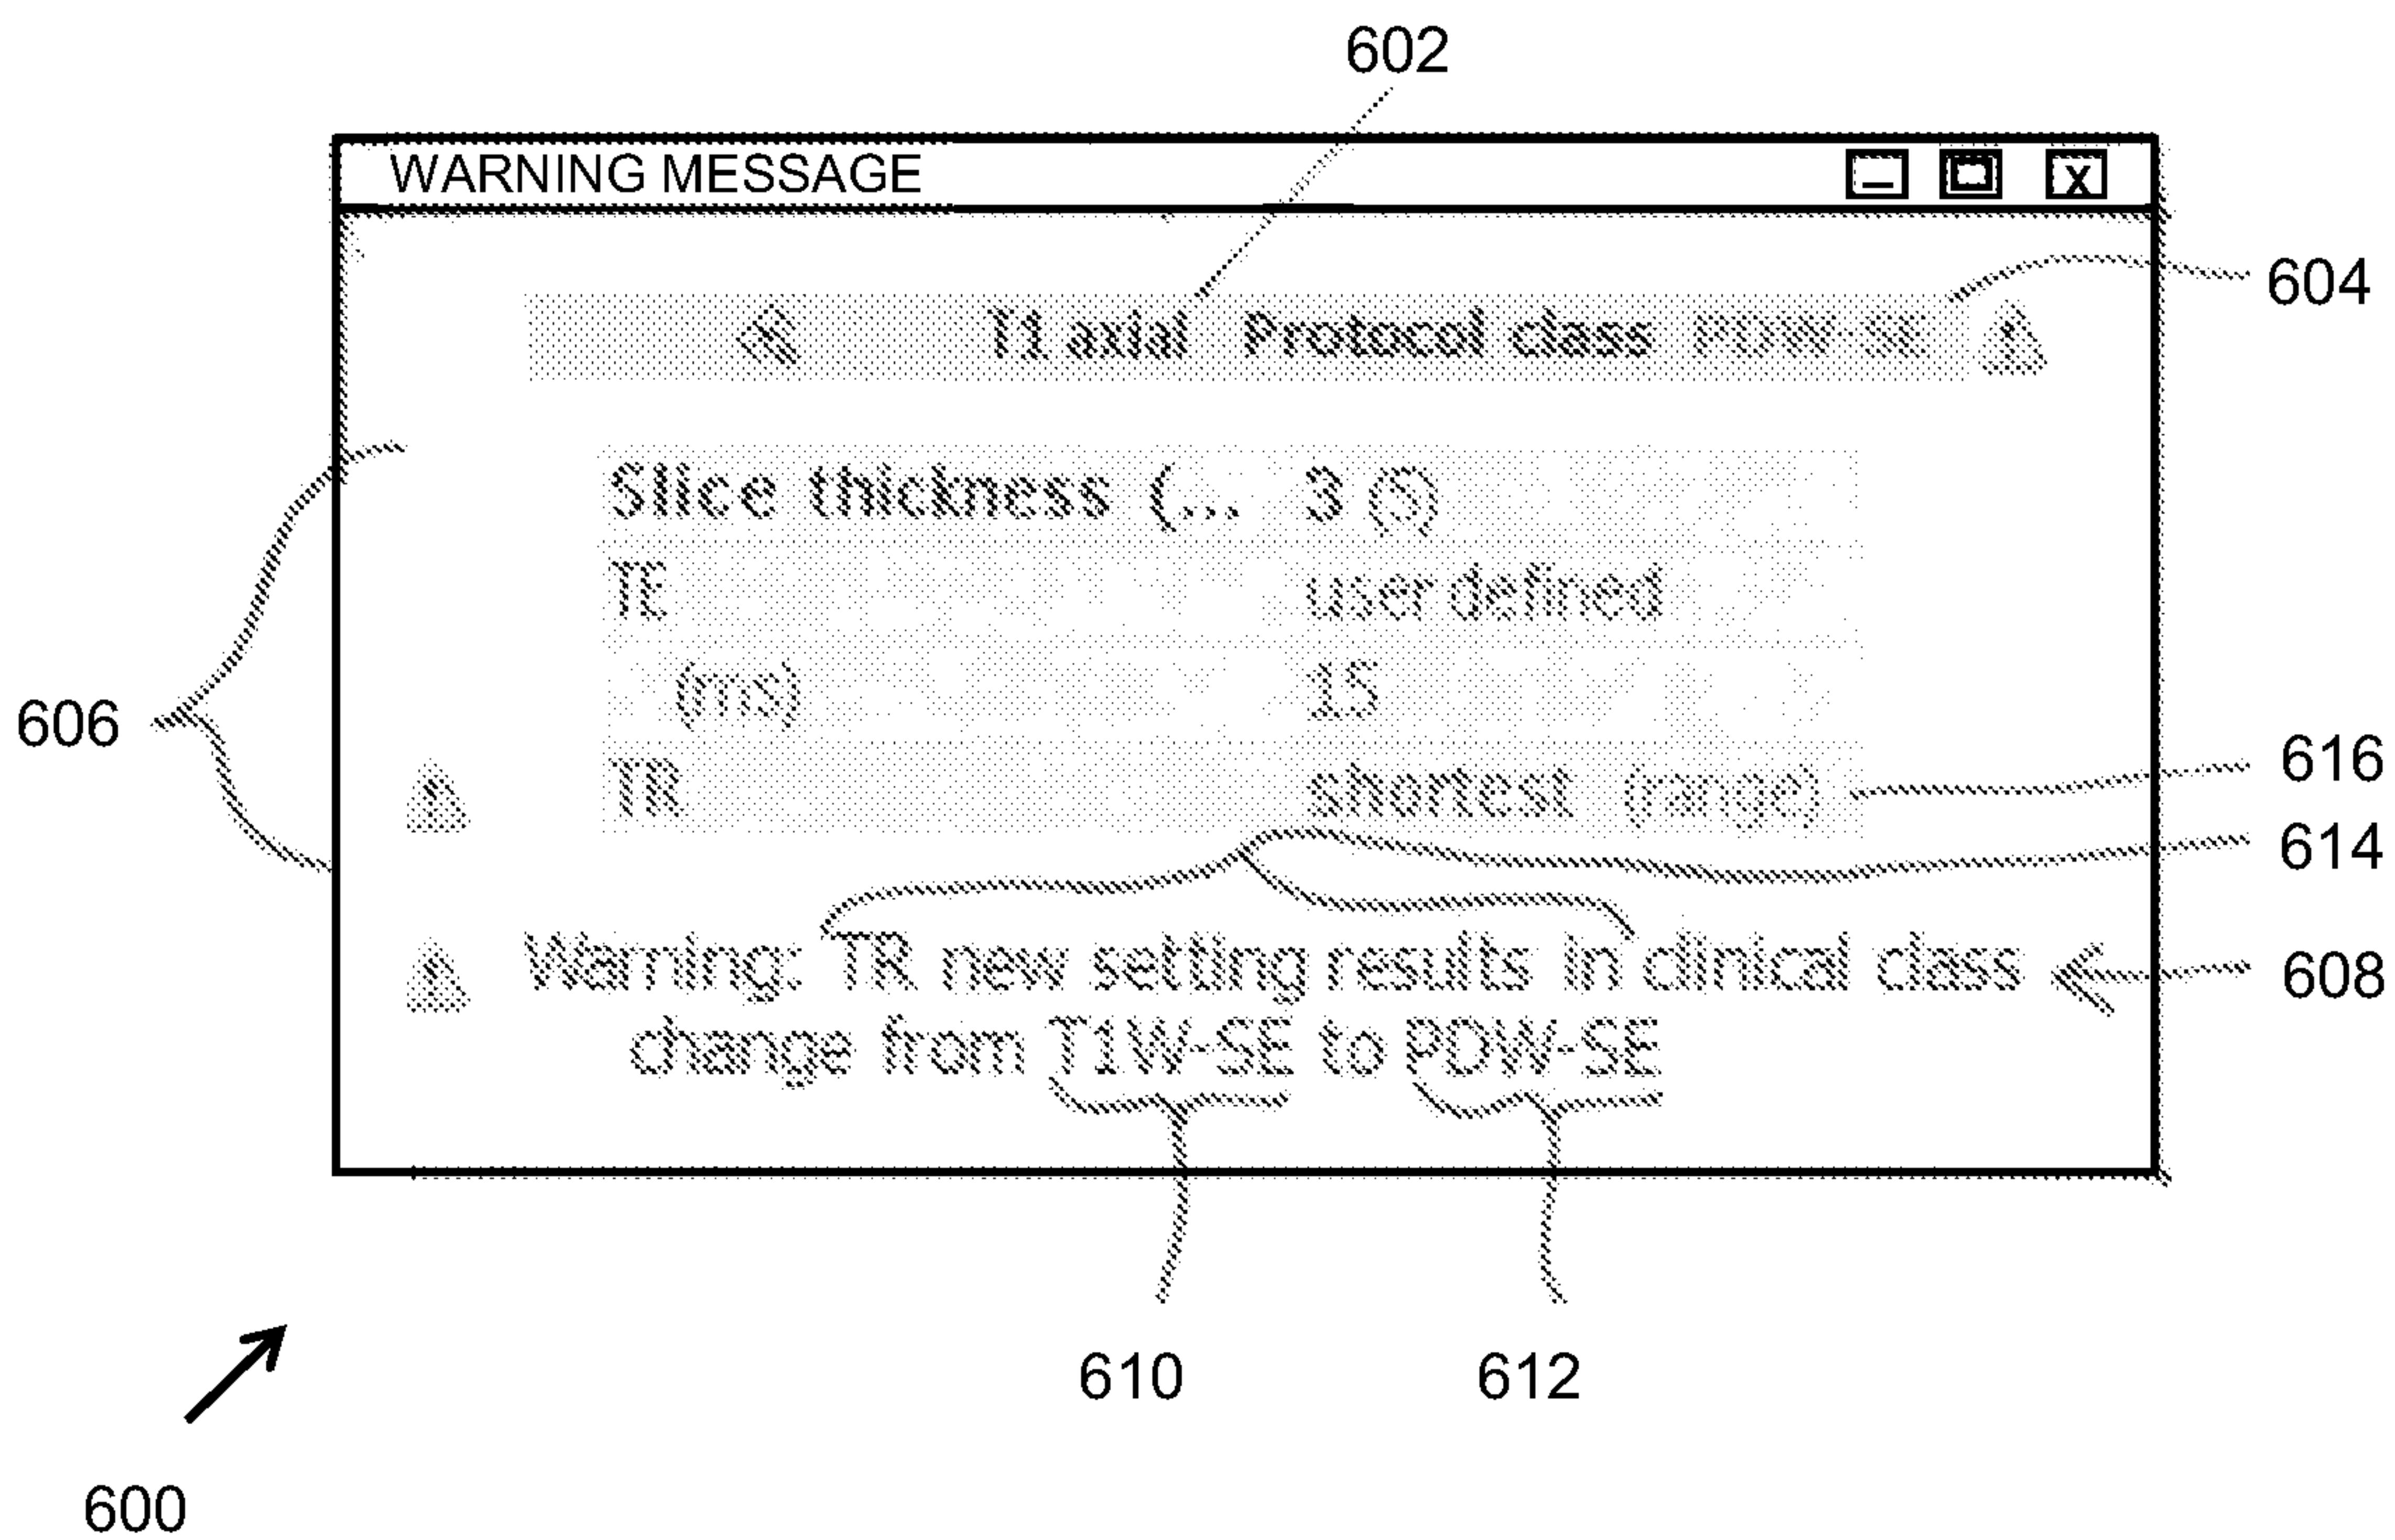 602
WARNING MESSAGE
X
604
T1 axial Protocol class PDW-SE
Slice thickness (... 3
TE user defined
(ms) 15
606
616
TR shortest (range)
614
Warning: TR new setting results in clinical class
608
change from T1W-SE to PDW-SE
610 612
600